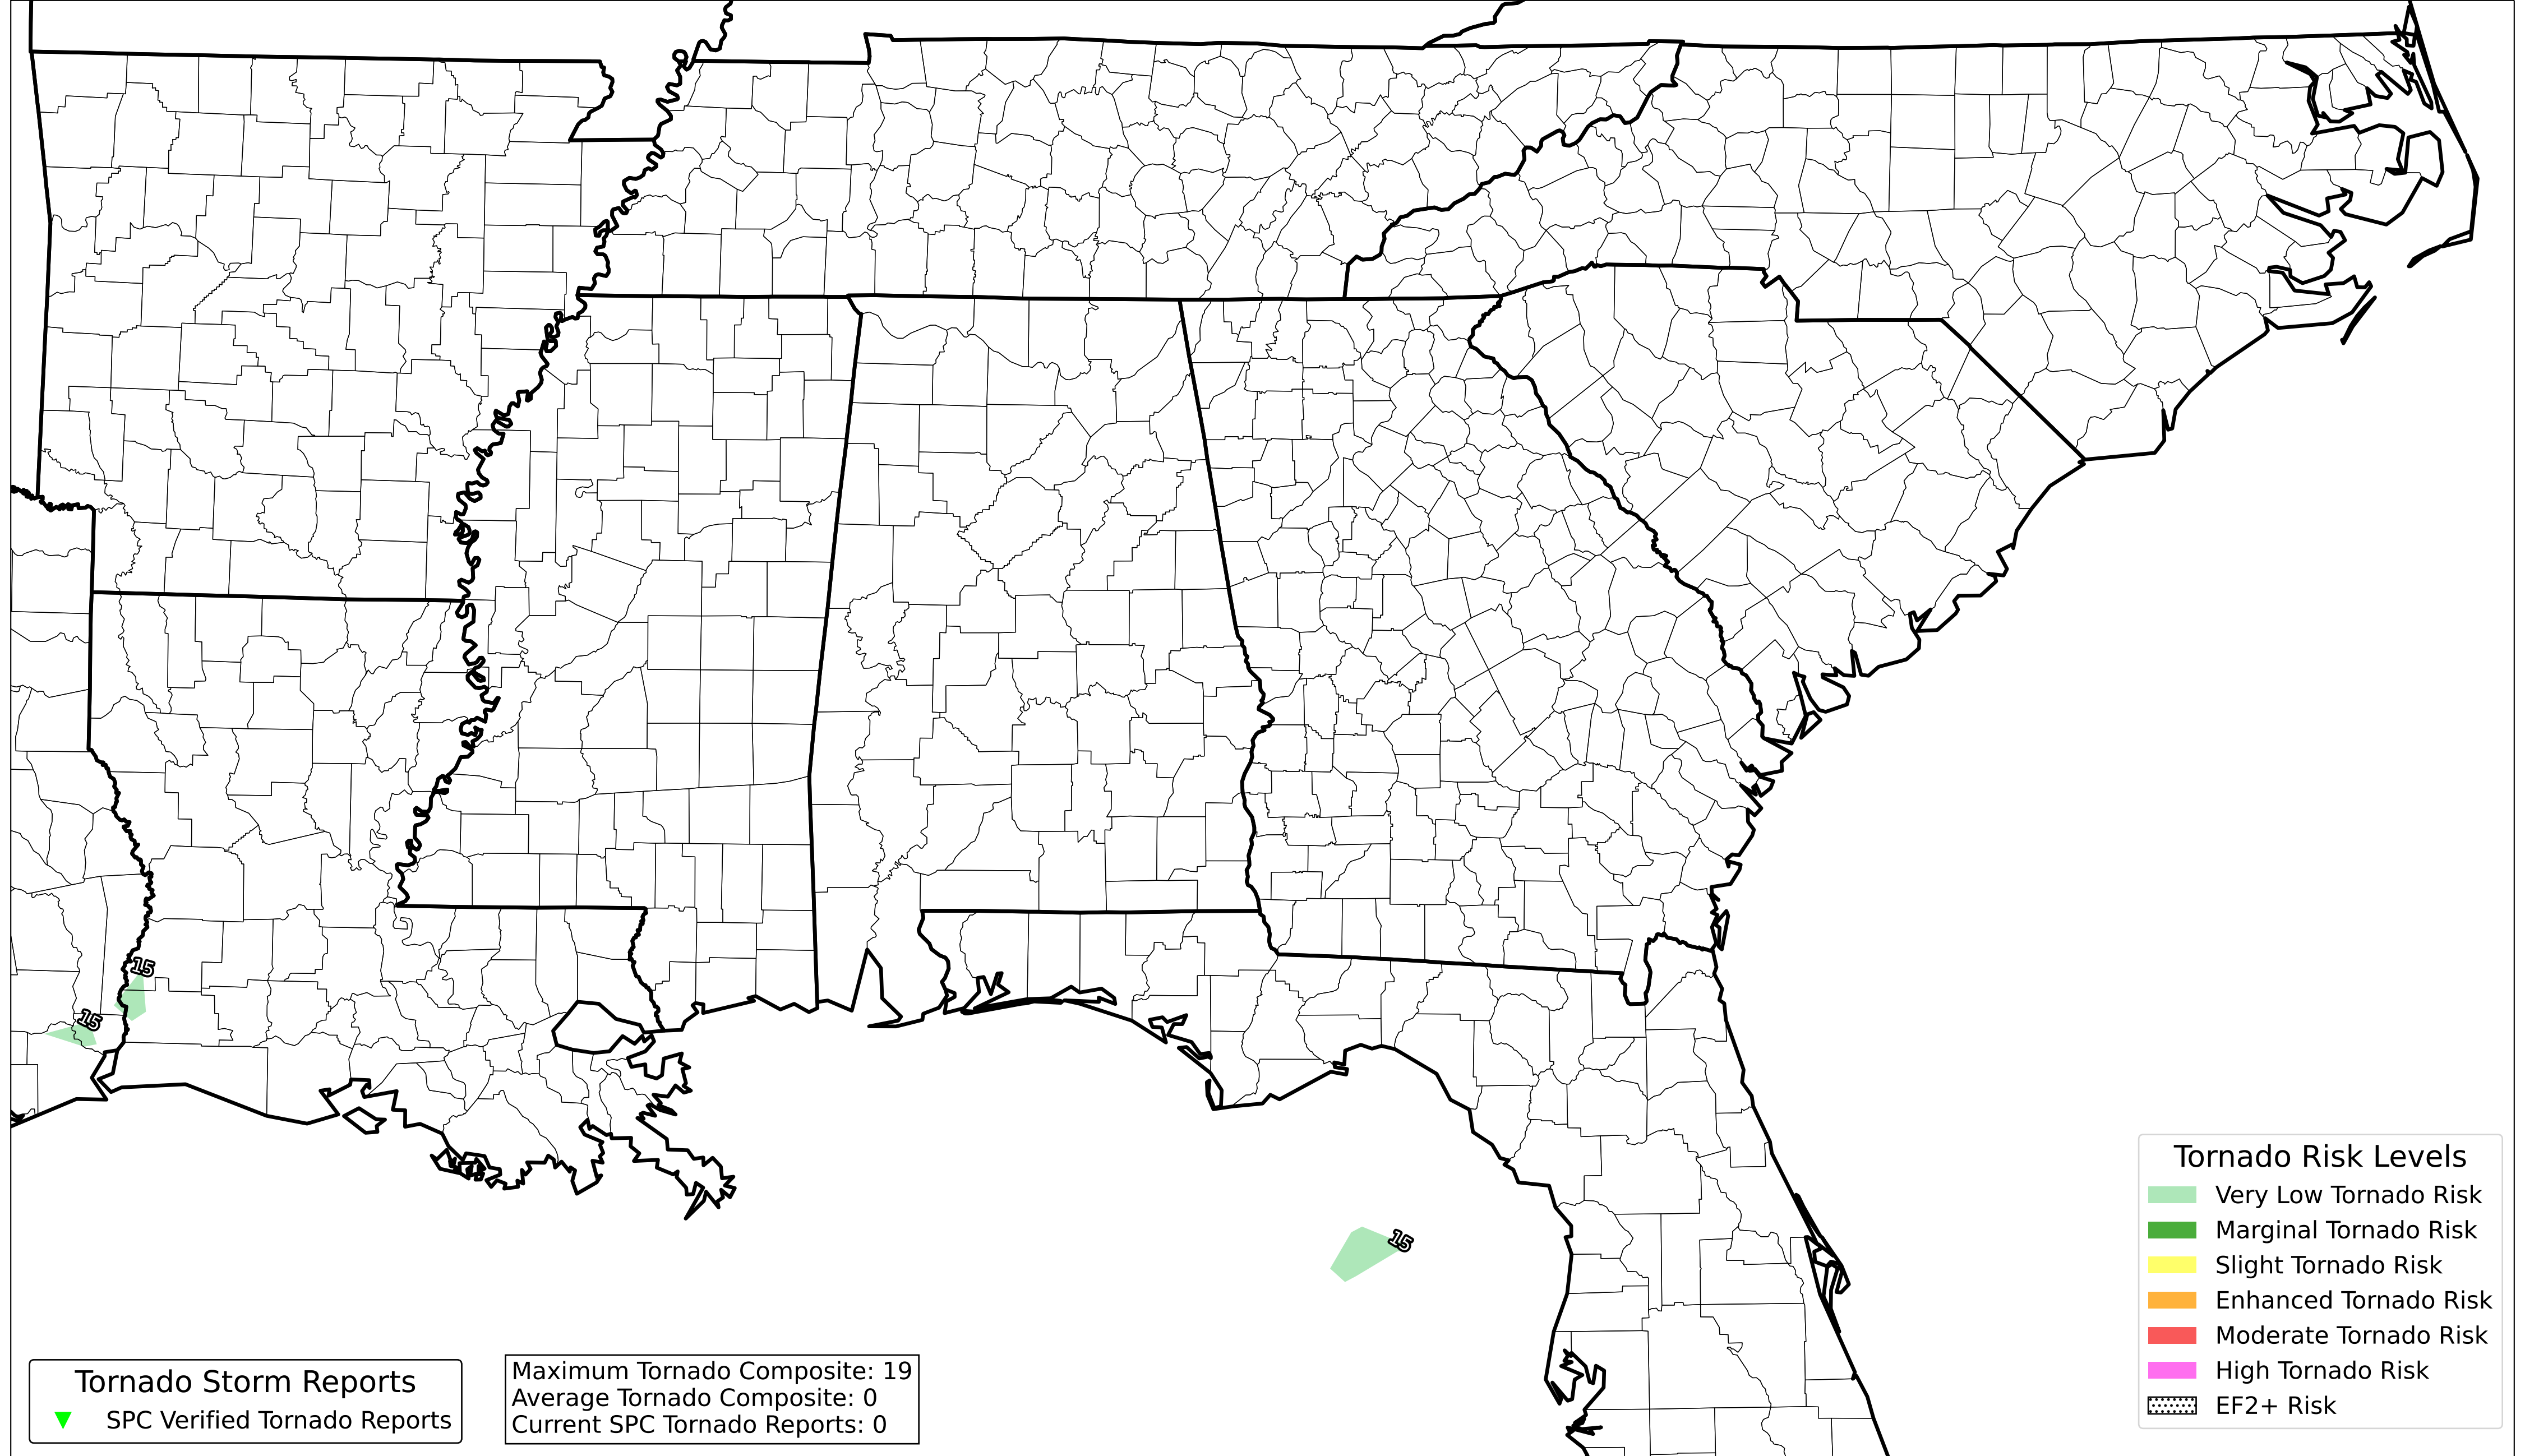 15
15
15
Tornado Risk Levels
Very Low Tornado Risk
Marginal Tornado Risk
Slight Tornado Risk
Enhanced Tornado Risk
Moderate Tornado Risk
High Tornado Risk
EF2+ Risk
Tornado Storm Reports
SPC Verified Tornado Reports
Maximum Tornado Composite: 19
Average Tornado Composite: 0
Current SPC Tornado Reports: 0